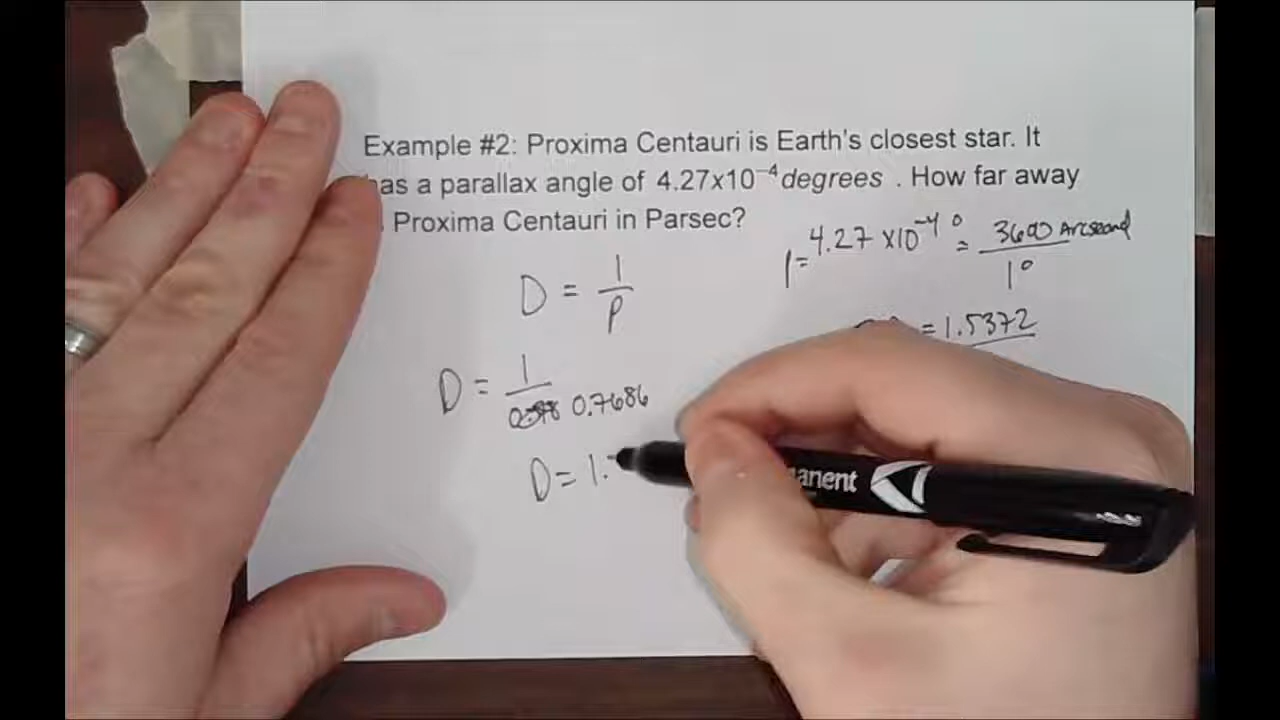 Example #2: Proxima Centauri is Earth's closest star. It
has a parallax angle of 4.27x10⁻⁴ degrees . How far away
Proxima Centauri in Parsec?
4.27 x10⁻⁴ ° = 3600 Arcsecond
1°
D = 1
P
= 1.5372
D = 1
0.7686
D = 1.
anent